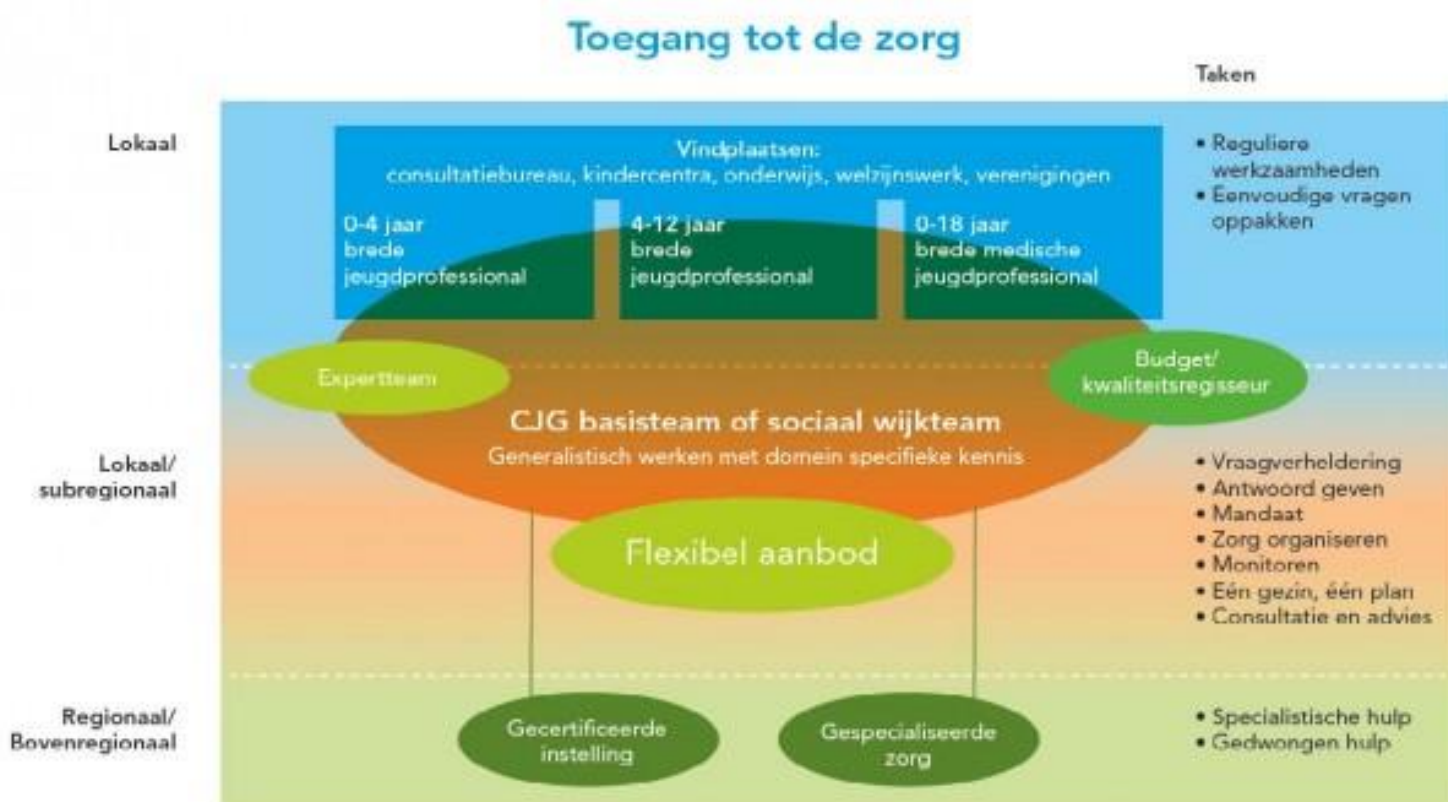 Toegang tot de zorg
Taken
Lokaal
Vindplaatsen:
consultatiebureau, kindercentra, onderwijs, welzijnswerk, verenigingen
0-4 jaar
brede
jeugdprofessional
4-12 jaar
brede
jeugdprofessional
0-18 jaar
brede medische
jeugdprofessional
• Reguliere
werkzaamheden
• Eenvoudige vragen
oppakken
Expertteam
Budget/
kwaliteitsregisseur
CJG basisteam of sociaal wijkteam
Generalistisch werken met domein specifieke kennis
Lokaal/
subregionaal
Flexibel aanbod
• Vraagverheldering
• Antwoord geven
• Mandaat
• Zorg organiseren
• Monitoren
• Eén gezin, één plan
• Consultatie en advies
Regionaal/
Bovenregionaal
Gecertificeerde
instelling
Gespecialiseerde
zorg
• Specialistische hulp
• Gedwongen hulp